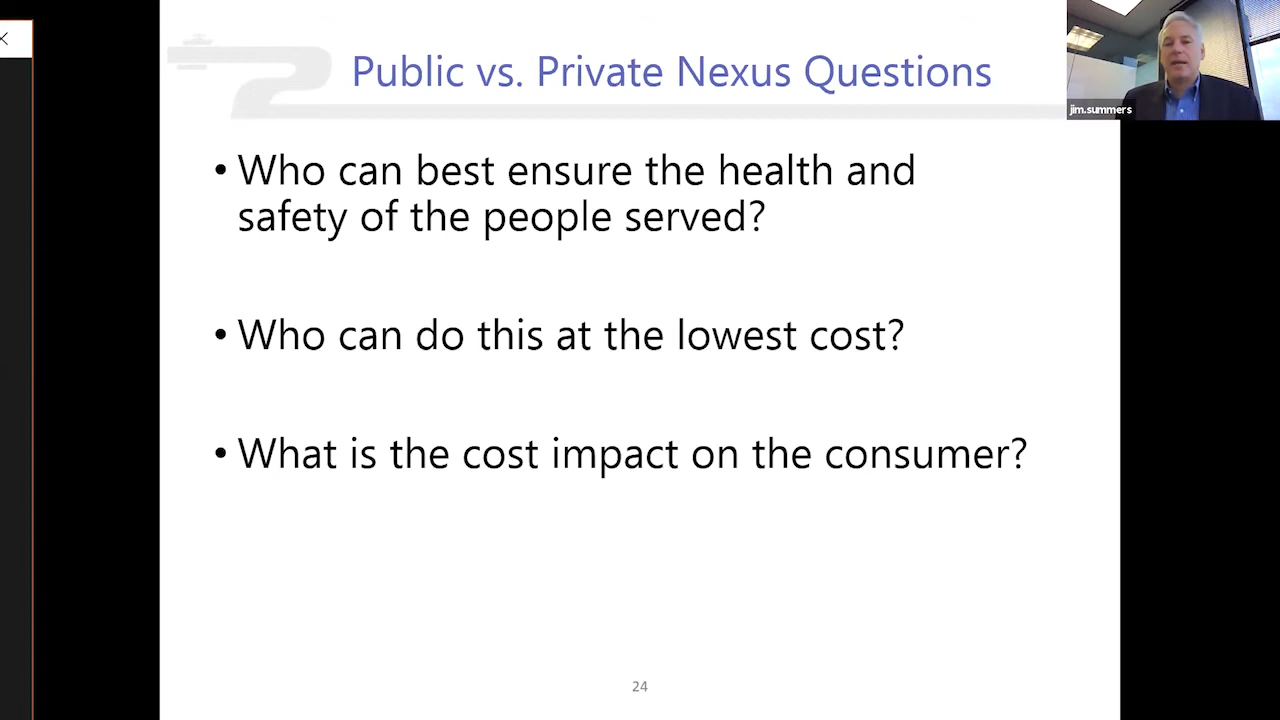 Public vs. Private Nexus Questions
jim.summers
• Who can best ensure the health and
safety of the people served?
• Who can do this at the lowest cost?
• What is the cost impact on the consumer?
24